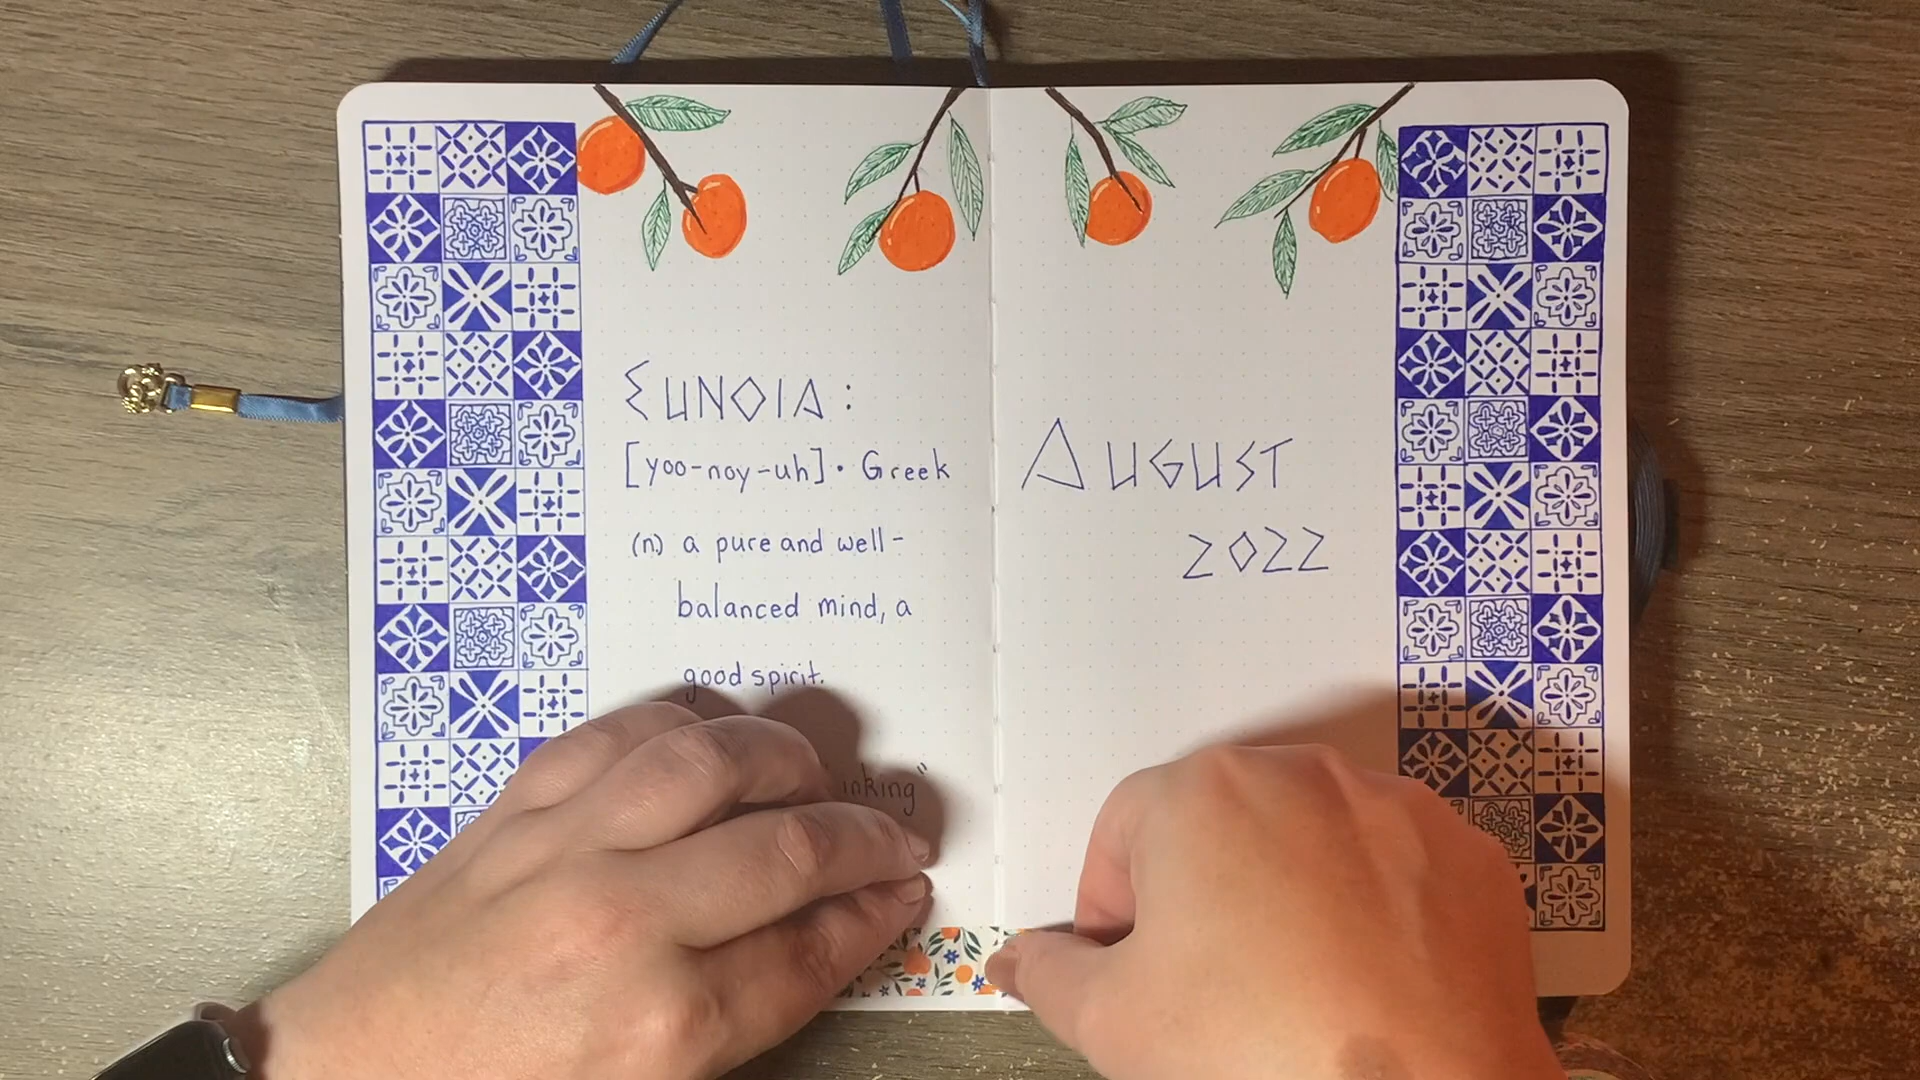 EUNOIA:
[yoo-noy-uh] • Greek
(n.) a pure and well-
balanced mind, a
good spirit.
AUGUST
2022